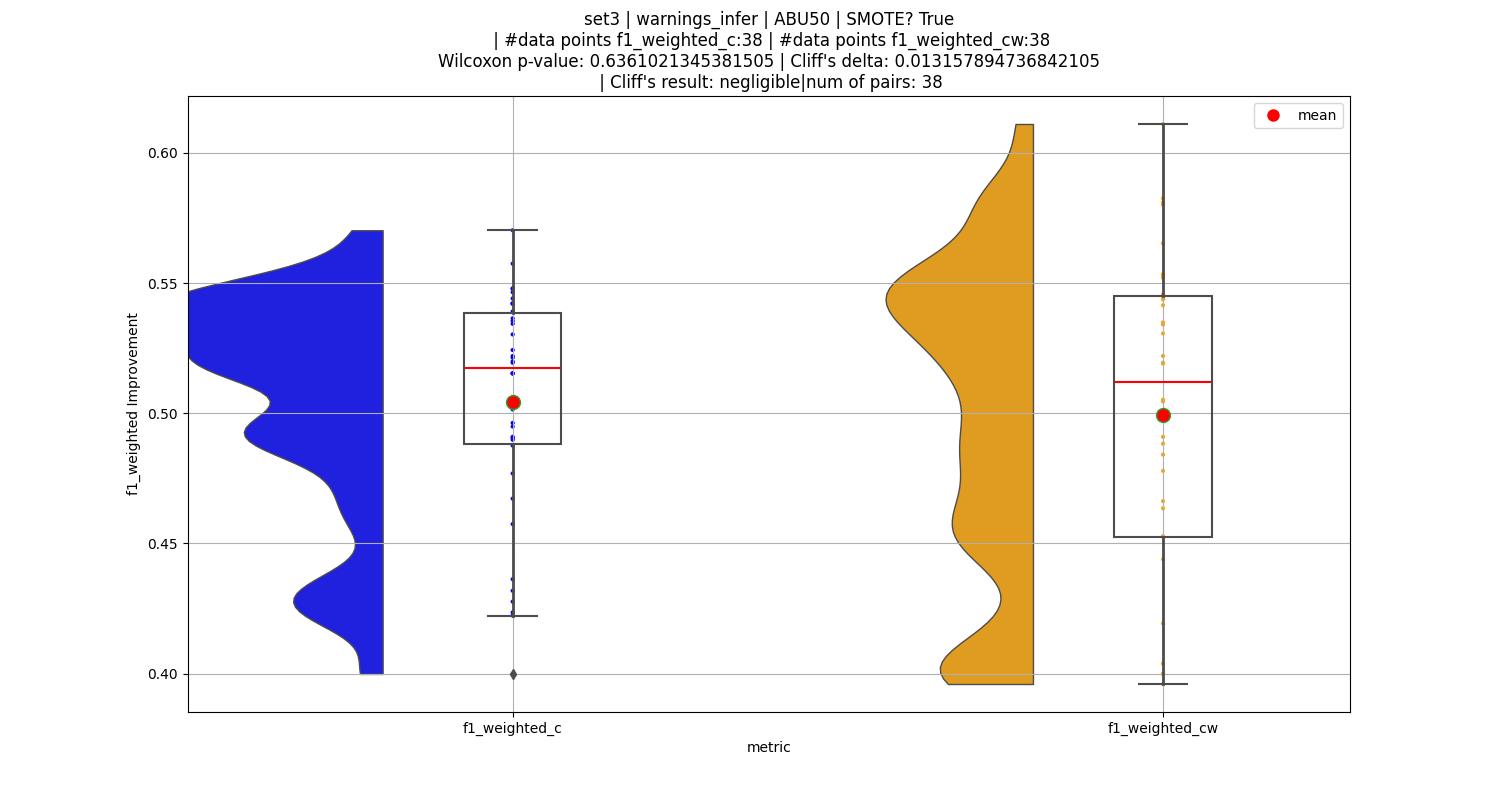 set3 | warnings_infer | ABU50 | SMOTE? True
| #data points f1_weighted_c:38 | #data points f1_weighted_cw:38
Wilcoxon p-value: 0.6361021345381505 | Cliff's delta: 0.013157894736842105
| Cliff's result: negligible|num of pairs: 38
mean
0.60
0.55
0.50
0.45
0.40
f1_weighted Improvement
f1_weighted_c
f1_weighted_cw
metric